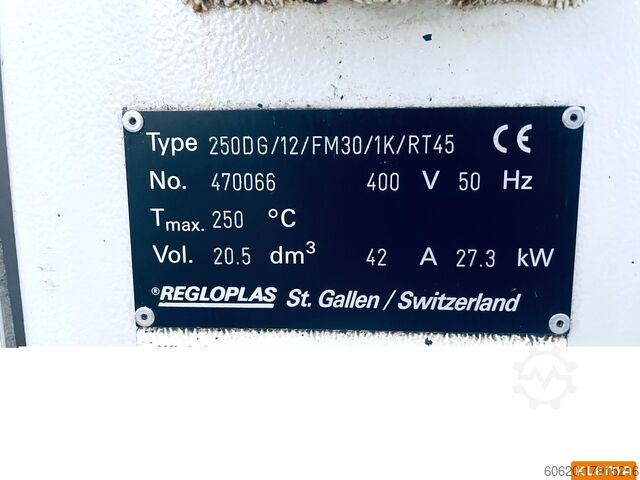 Type 250DG/12/FM30/1K/RT45 CE
No. 470066 400 V 50 Hz
Tmax. 250 °C
Vol. 20.5 dm³ 42 A 27.3 kW
®REGLOPLAS St. Gallen / Switzerland